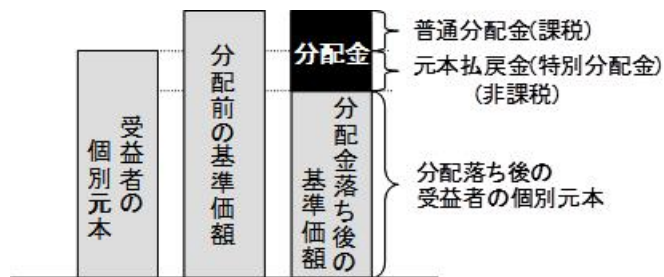 受益者の
個別元本
分配前の基準価額
分配金
分配金落ち後の
基準価額
普通分配金(課税)
元本払戻金(特別分配金)
(非課税)
分配落ち後の
受益者の個別元本